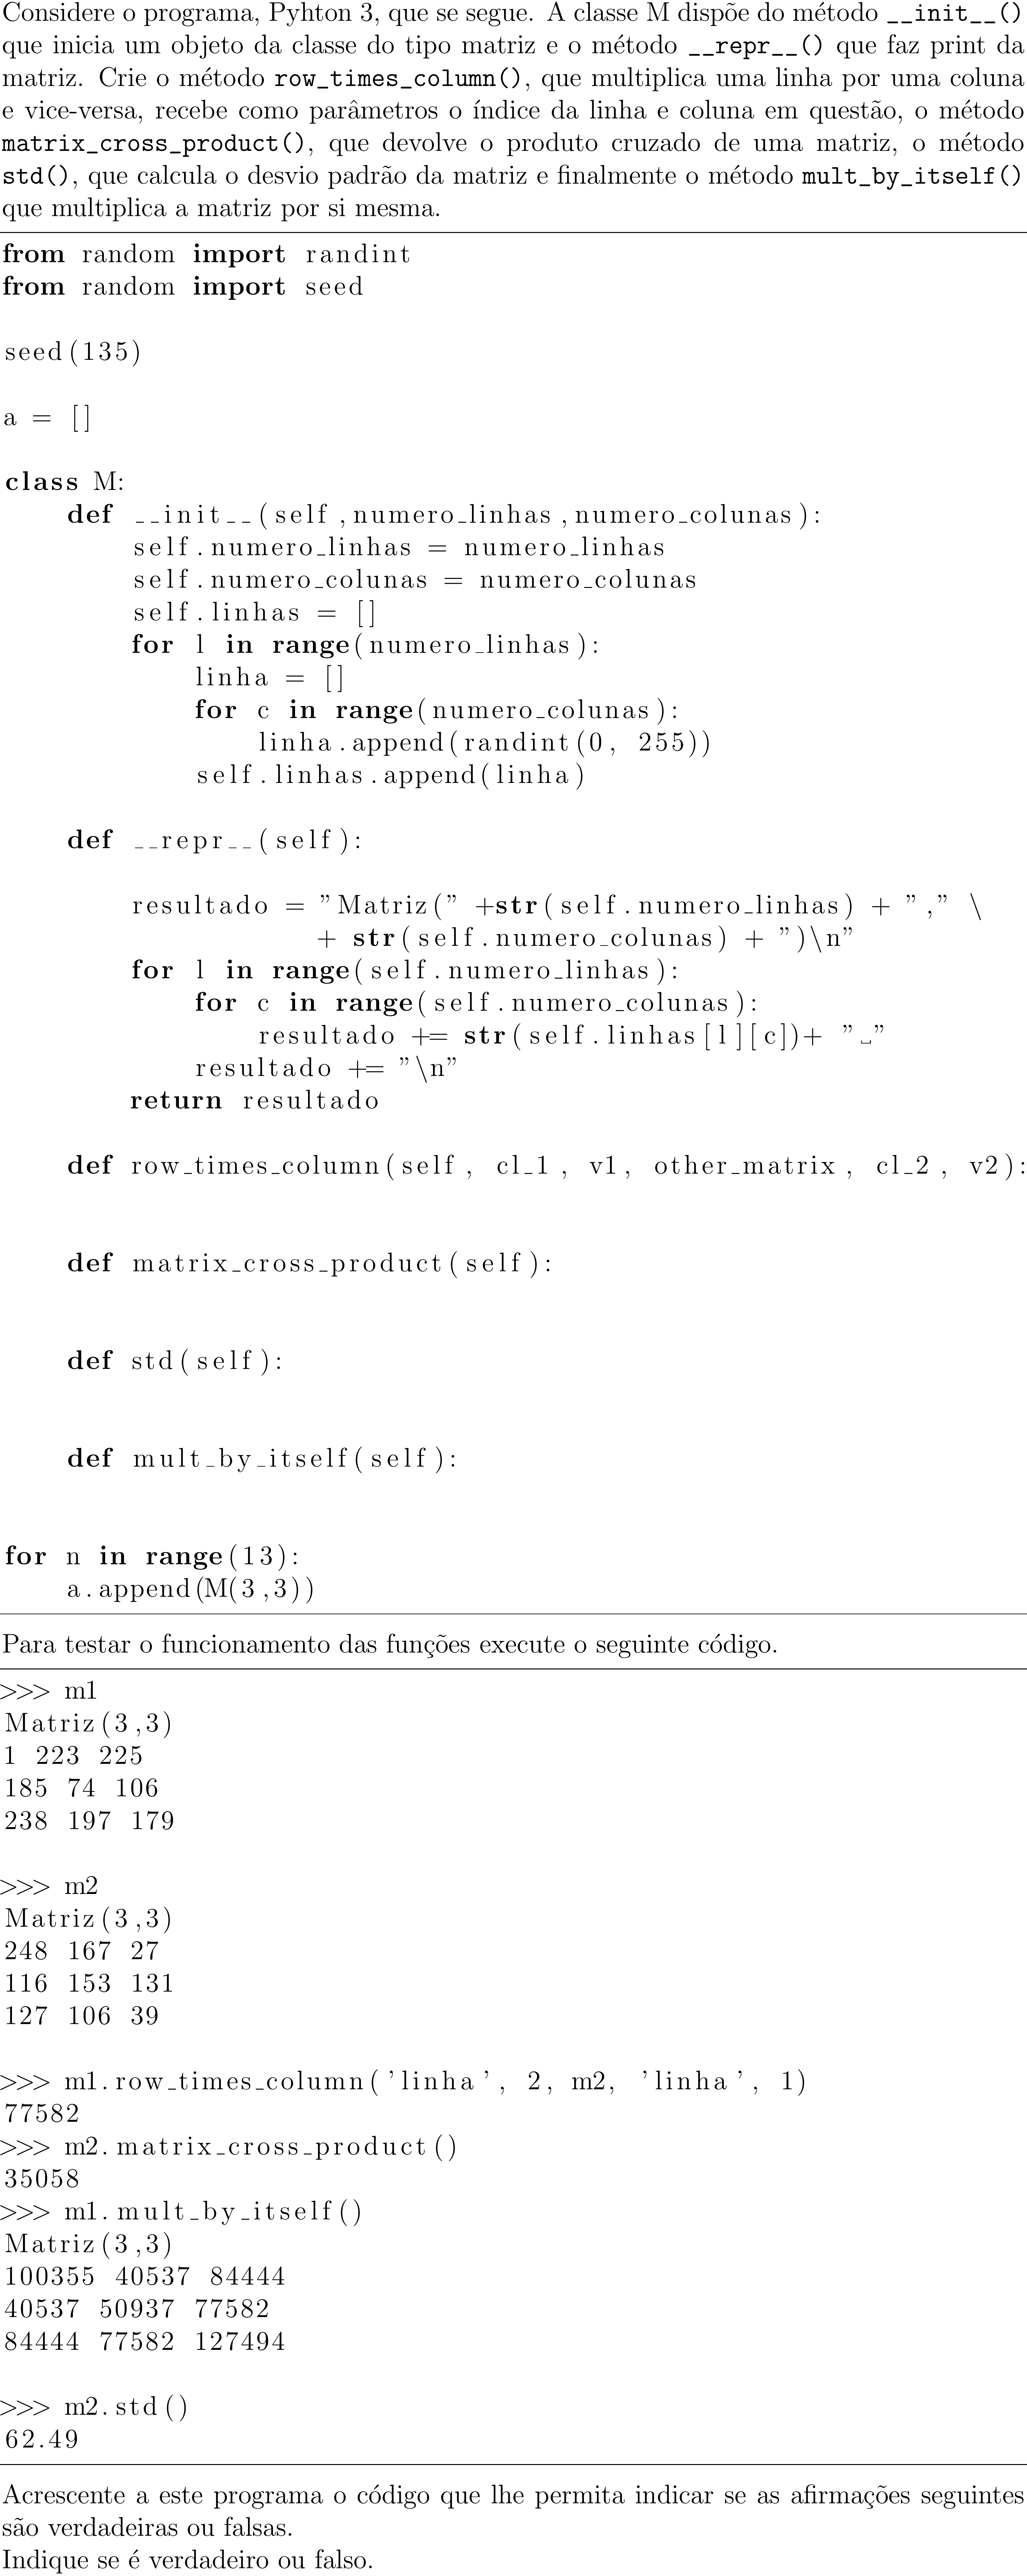 Considere o programa, Pyhton 3, que se segue. A classe M dispõe do método __init__()
que inicia um objeto da classe do tipo matriz e o método __repr__() que faz print da
matriz. Crie o método row_times_column(), que multiplica uma linha por uma coluna
e vice-versa, recebe como parâmetros o índice da linha e coluna em questão, o método
matrix_cross_product(), que devolve o produto cruzado de uma matriz, o método
std(), que calcula o desvio padrão da matriz e finalmente o método mult_by_itself()
que multiplica a matriz por si mesma.
from random import randint
from random import seed
seed(135)
a = []
class M:
    def __init__(self,numero_linhas,numero_colunas):
        self.numero_linhas = numero_linhas
        self.numero_colunas = numero_colunas
        self.linhas = []
        for l in range(numero_linhas):
            linha = []
            for c in range(numero_colunas):
                linha.append(randint(0, 255))
            self.linhas.append(linha)
    def __repr__(self):
        resultado = "Matriz(" +str(self.numero_linhas) + "," \
                    + str(self.numero_colunas) + ")\n"
        for l in range(self.numero_linhas):
            for c in range(self.numero_colunas):
                resultado += str(self.linhas[l][c])+ "␣"
            resultado += "\n"
        return resultado
    def row_times_column(self, cl_1, v1, other_matrix, cl_2, v2):
    def matrix_cross_product(self):
    def std(self):
    def mult_by_itself(self):
for n in range(13):
    a.append(M(3,3))
Para testar o funcionamento das funções execute o seguinte código.
>>> m1
Matriz(3,3)
1 223 225
185 74 106
238 197 179
>>> m2
Matriz(3,3)
248 167 27
116 153 131
127 106 39
>>> m1.row_times_column('linha', 2, m2, 'linha', 1)
77582
>>> m2.matrix_cross_product()
35058
>>> m1.mult_by_itself()
Matriz(3,3)
100355 40537 84444
40537 50937 77582
84444 77582 127494
>>> m2.std()
62.49
Acrescente a este programa o código que lhe permita indicar se as afirmações seguintes
são verdadeiras ou falsas.
Indique se é verdadeiro ou falso.